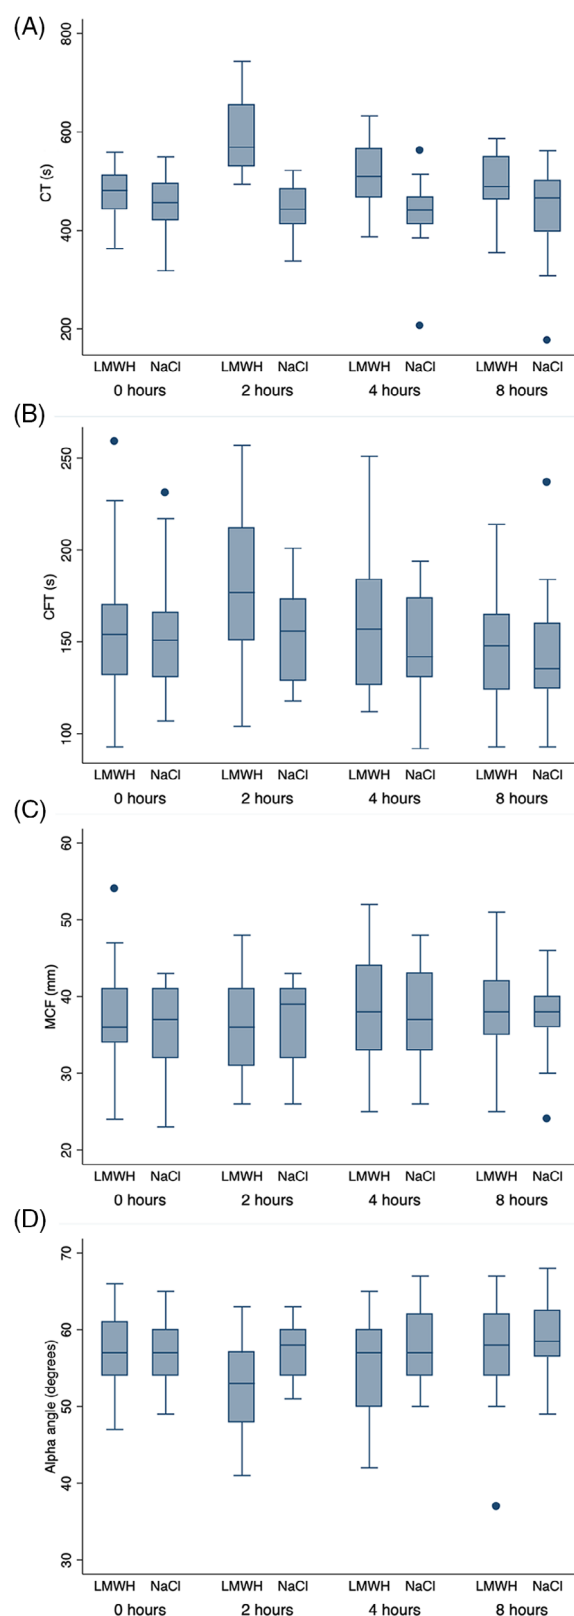 (A)
800
600
400
200
CT (s)
LMWH NaCl LMWH NaCl LMWH NaCl LMWH NaCl
0 hours 2 hours 4 hours 8 hours
(B)
250
200
150
100
CFT (s)
LMWH NaCl LMWH NaCl LMWH NaCl LMWH NaCl
0 hours 2 hours 4 hours 8 hours
(C)
60
50
40
30
20
MCF (mm)
LMWH NaCl LMWH NaCl LMWH NaCl LMWH NaCl
0 hours 2 hours 4 hours 8 hours
(D)
70
60
50
40
30
Alpha angle (degrees)
LMWH NaCl LMWH NaCl LMWH NaCl LMWH NaCl
0 hours 2 hours 4 hours 8 hours